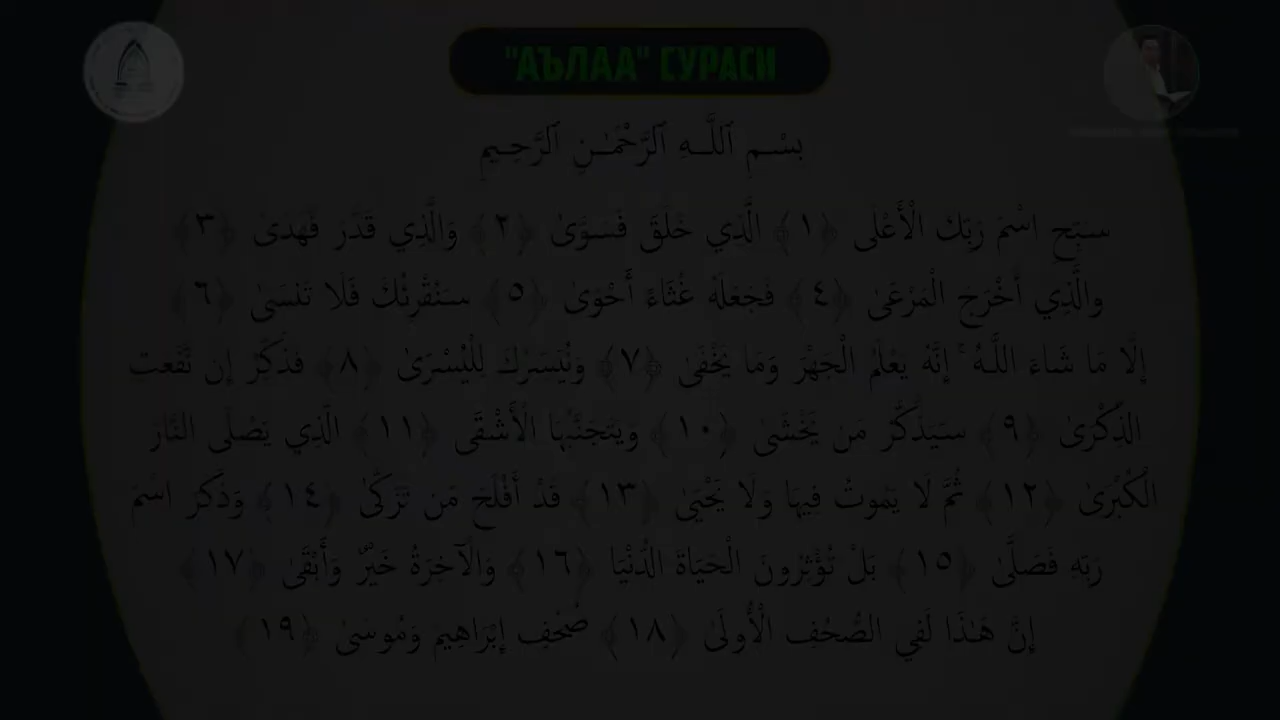 "АЪЛАА" СУРАСИ
بِسْمِ ٱللَّهِ ٱلرَّحْمَٰنِ ٱلرَّحِيمِ
سَبِّحِ اسْمَ رَبِّكَ الْأَعْلَى ﴿١﴾ الَّذِي خَلَقَ فَسَوَّىٰ ﴿٢﴾ وَالَّذِي قَدَّرَ فَهَدَىٰ ﴿٣﴾
وَالَّذِي أَخْرَجَ الْمَرْعَىٰ ﴿٤﴾ فَجَعَلَهُ غُثَاءً أَحْوَىٰ ﴿٥﴾ سَنُقْرِئُكَ فَلَا تَنسَىٰ ﴿٦﴾
إِلَّا مَا شَاءَ اللَّـهُ ۚ إِنَّهُ يَعْلَمُ الْجَهْرَ وَمَا يَخْفَىٰ ﴿٧﴾ وَنُيَسِّرُكَ لِلْيُسْرَىٰ ﴿٨﴾ فَذَكِّرْ إِن نَّفَعَتِ
الذِّكْرَىٰ ﴿٩﴾ سَيَذَّكَّرُ مَن يَخْشَىٰ ﴿١٠﴾ وَيَتَجَنَّبُهَا الْأَشْقَى ﴿١١﴾ الَّذِي يَصْلَى النَّارَ
الْكُبْرَىٰ ﴿١٢﴾ ثُمَّ لَا يَمُوتُ فِيهَا وَلَا يَحْيَىٰ ﴿١٣﴾ قَدْ أَفْلَحَ مَن تَزَكَّىٰ ﴿١٤﴾ وَذَكَرَ اسْمَ
رَبِّهِ فَصَلَّىٰ ﴿١٥﴾ بَلْ تُؤْثِرُونَ الْحَيَاةَ الدُّنْيَا ﴿١٦﴾ وَالْآخِرَةُ خَيْرٌ وَأَبْقَىٰ ﴿١٧﴾
إِنَّ هَـٰذَا لَفِي الصُّحُفِ الْأُولَىٰ ﴿١٨﴾ صُحُفِ إِبْرَاهِيمَ وَمُوسَىٰ ﴿١٩﴾